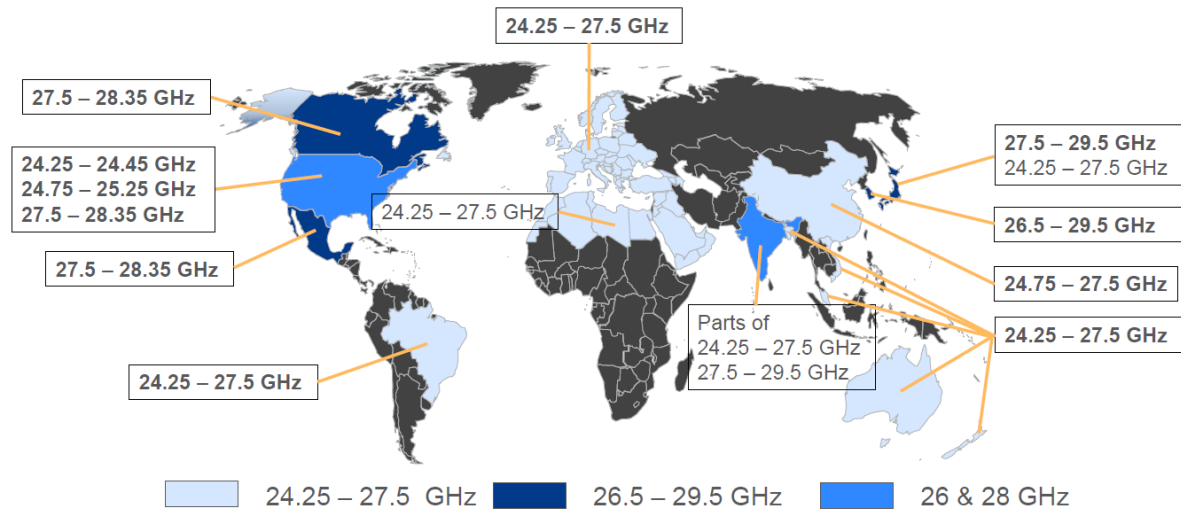 24.25 – 27.5 GHz
27.5 – 28.35 GHz
24.25 – 24.45 GHz
24.75 – 25.25 GHz
27.5 – 28.35 GHz
27.5 – 29.5 GHz
24.25 – 27.5 GHz
24.25 – 27.5 GHz
26.5 – 29.5 GHz
27.5 – 28.35 GHz
24.75 – 27.5 GHz
Parts of
24.25 – 27.5 GHz
27.5 – 29.5 GHz
24.25 – 27.5 GHz
24.25 – 27.5 GHz
24.25 – 27.5 GHz
26.5 – 29.5 GHz
26 & 28 GHz